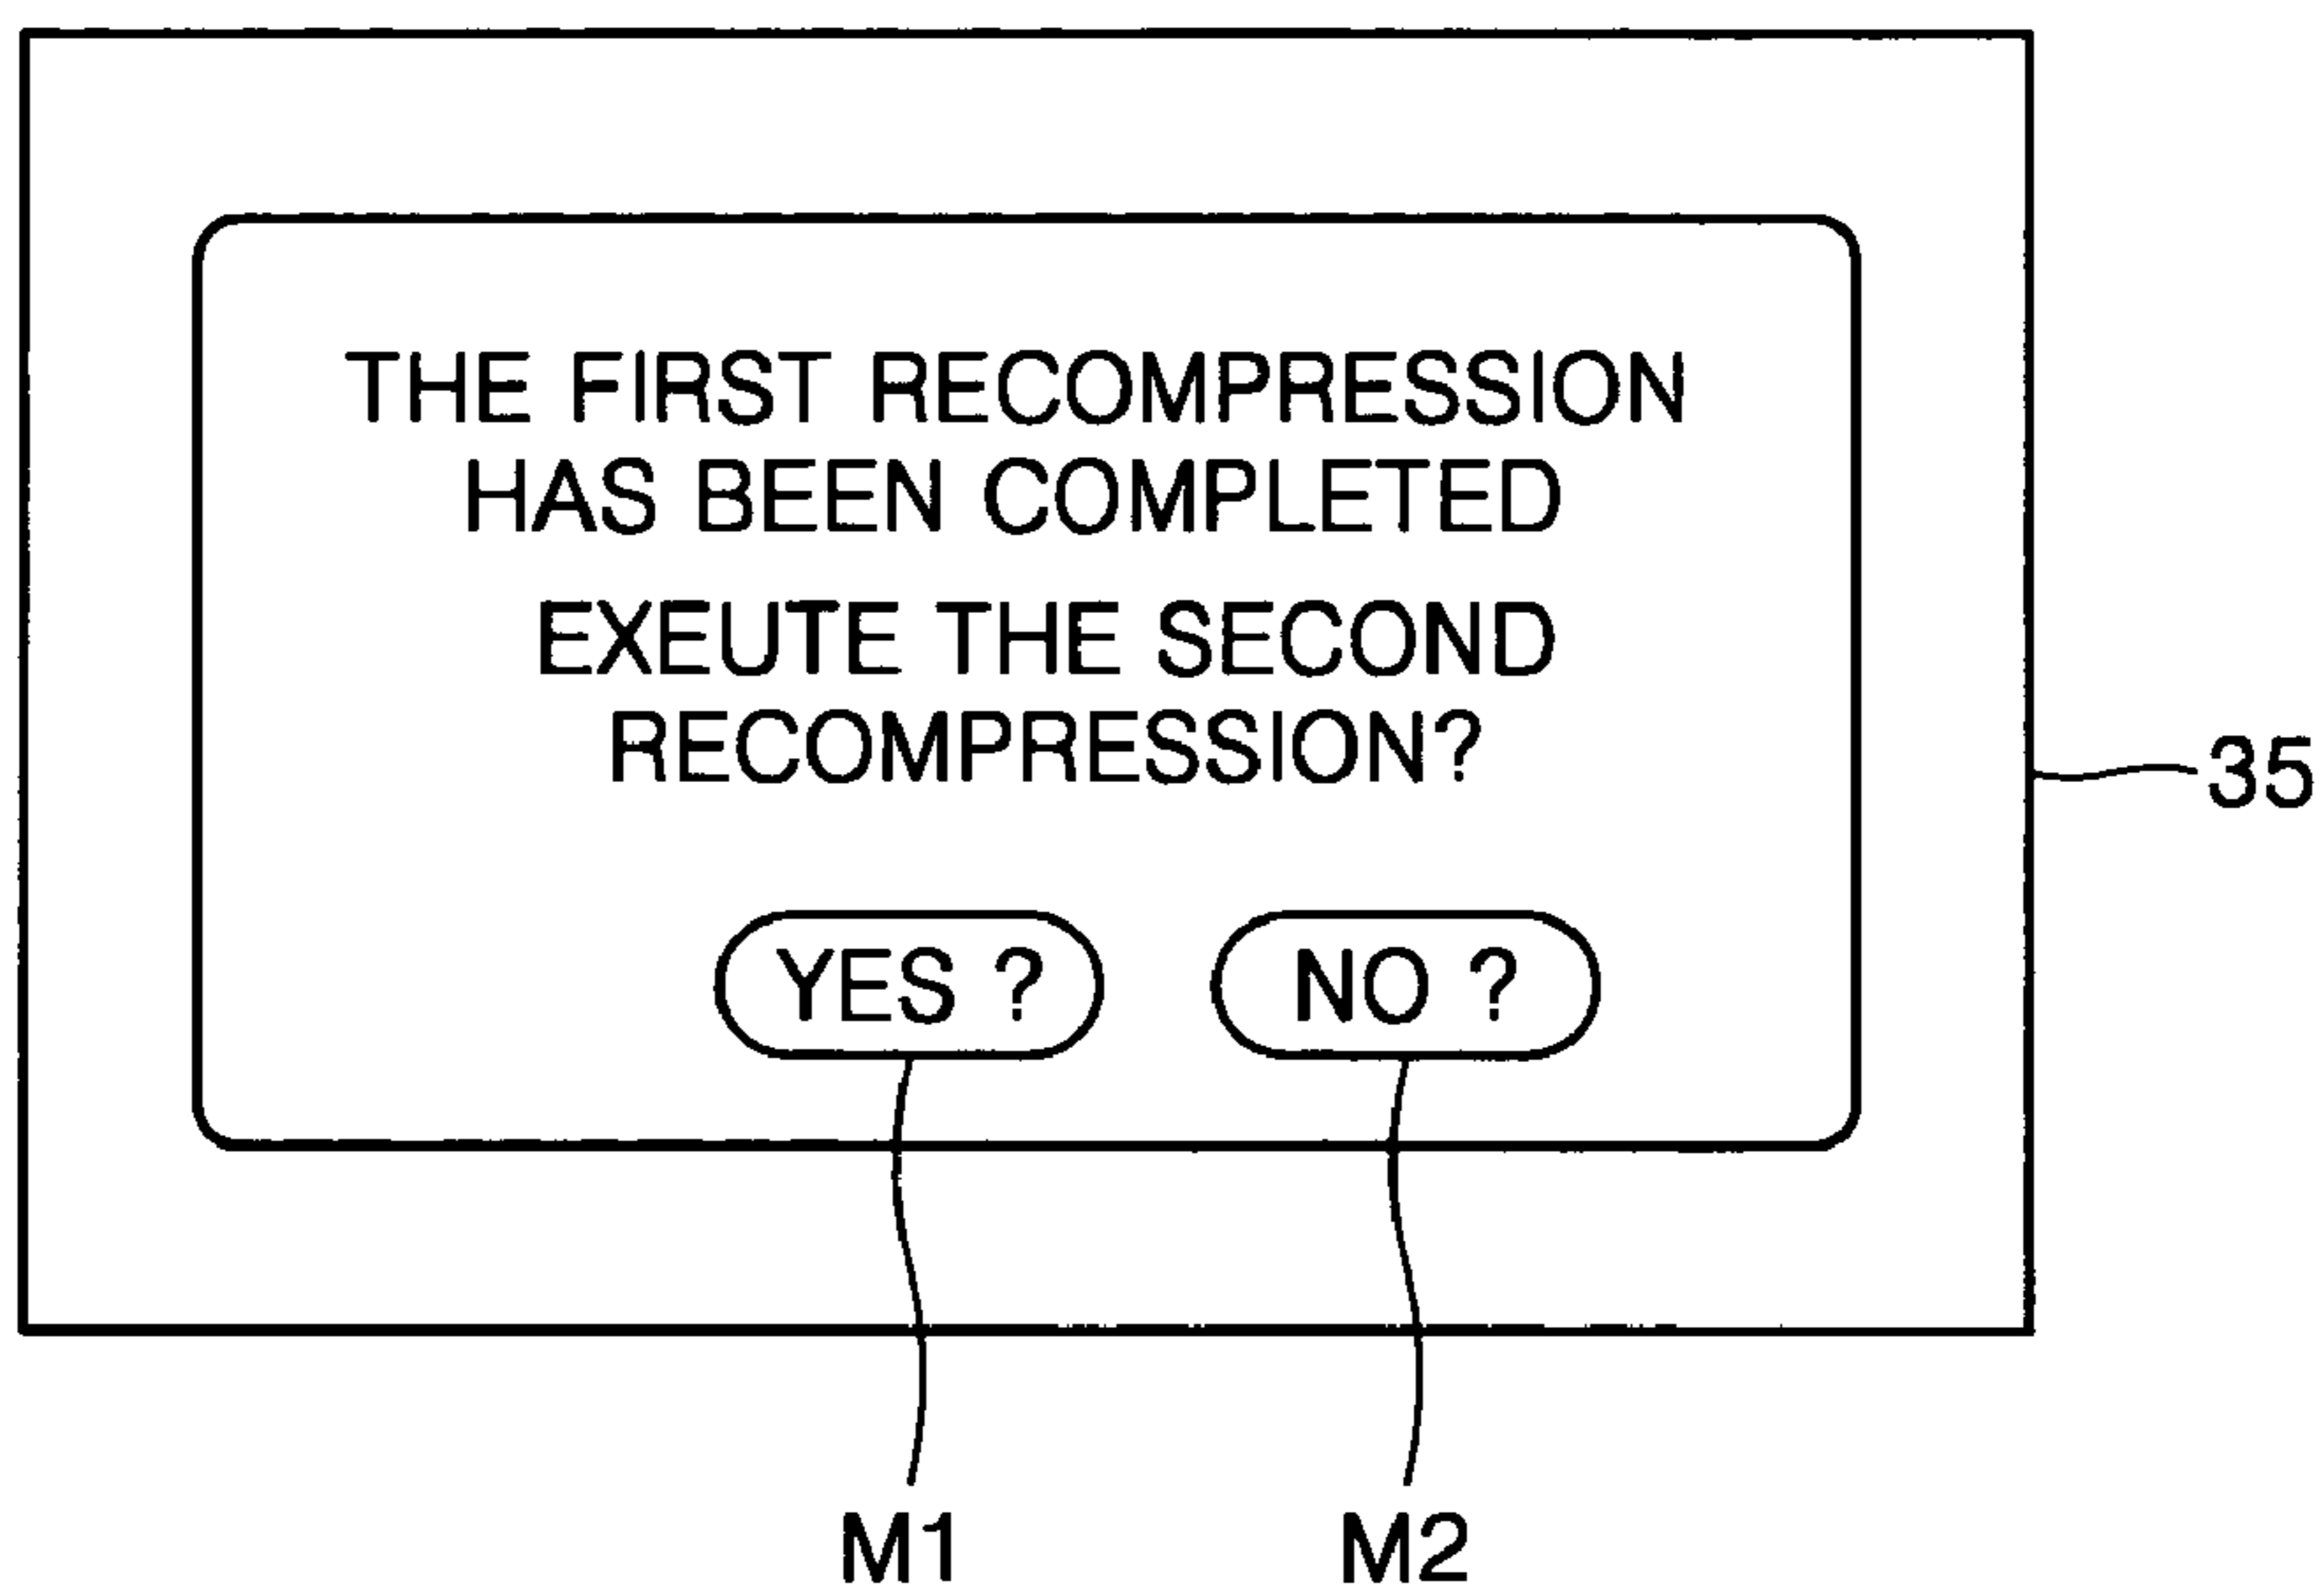 THE FIRST RECOMPRESSION
HAS BEEN COMPLETED
EXEUTE THE SECOND
RECOMPRESSION?
35
YES ? NO ?
M1 M2